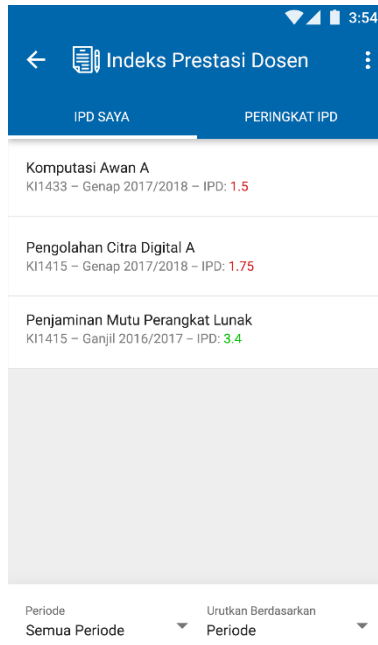 3:54
Indeks Prestasi Dosen
IPD SAYA
PERINGKAT IPD
Komputasi Awan A
KI1433 – Genap 2017/2018 – IPD: 1.5
Pengolahan Citra Digital A
KI1415 – Genap 2017/2018 – IPD: 1.75
Penjaminan Mutu Perangkat Lunak
KI1415 – Ganjil 2016/2017 – IPD: 3.4
Periode
Semua Periode
Urutkan Berdasarkan
Periode